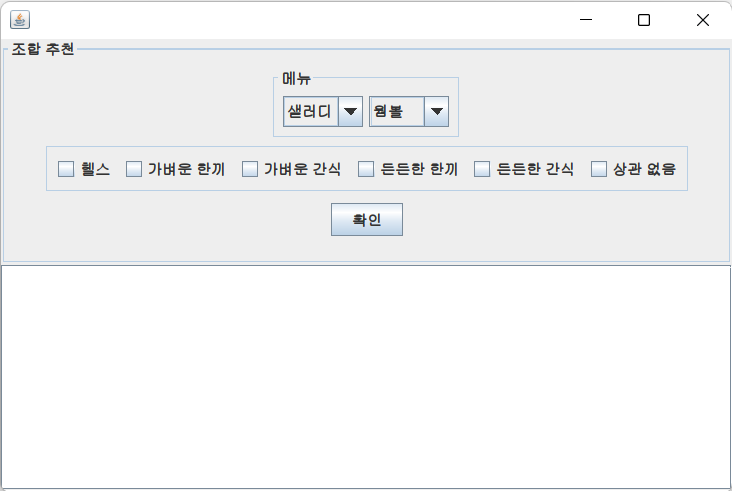 조합 추천
메뉴
샐러디 웜볼
헬스 가벼운 한끼 가벼운 간식 든든한 한끼 든든한 간식 상관 없음
확인